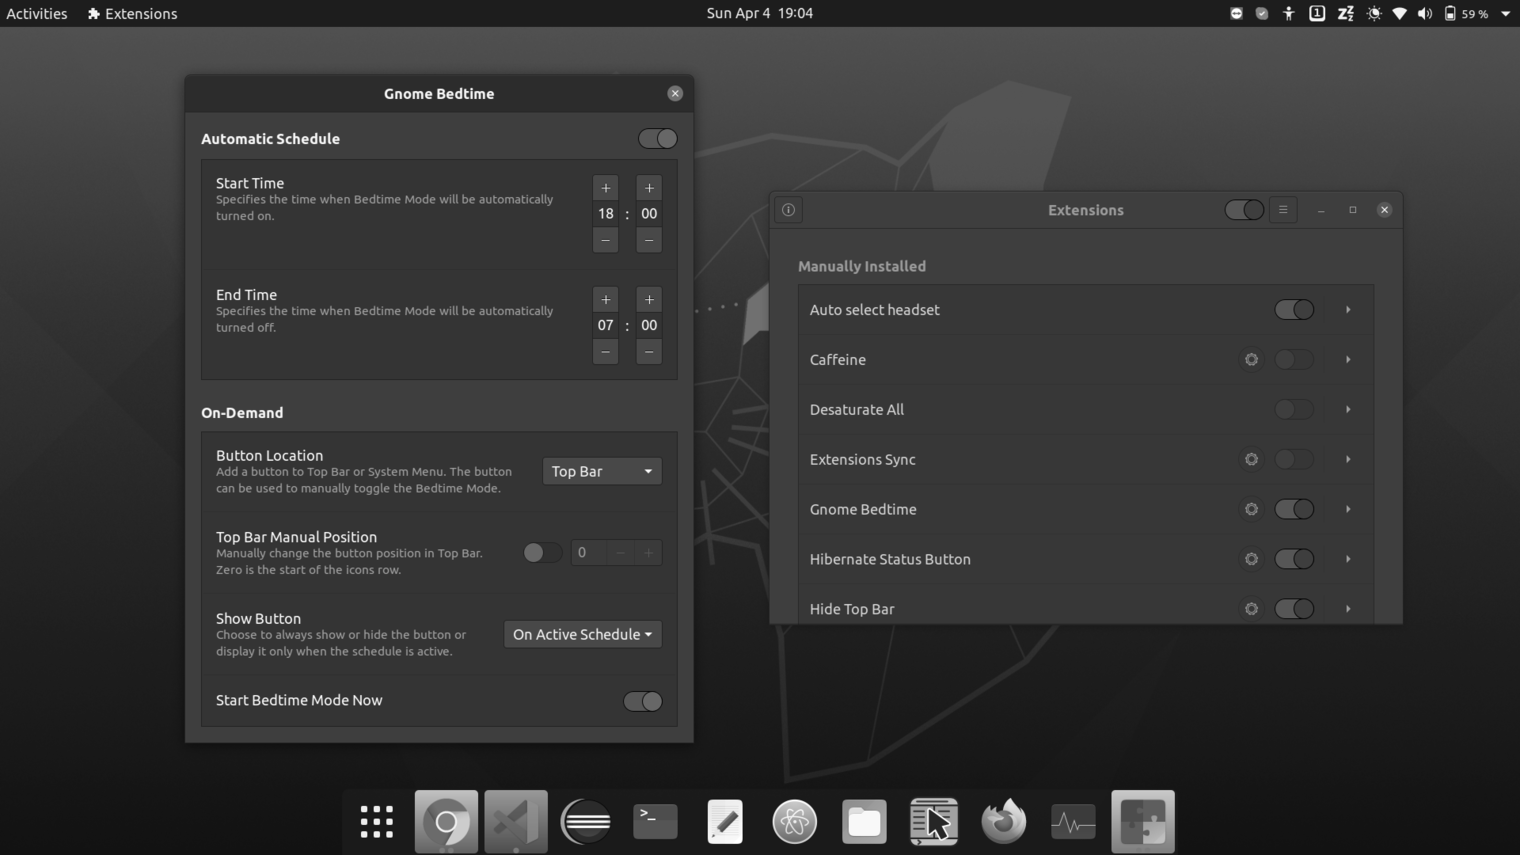 Activities
Extensions
Sun Apr 4 19:04
1
zZz
59 %
Gnome Bedtime
Automatic Schedule
Start Time
Specifies the time when Bedtime Mode will be automatically
turned on.
+ +
18 : 00
− −
End Time
Specifies the time when Bedtime Mode will be automatically
turned off.
+ +
07 : 00
− −
On-Demand
Button Location
Add a button to Top Bar or System Menu. The button
can be used to manually toggle the Bedtime Mode.
Top Bar
Top Bar Manual Position
Manually change the button position in Top Bar.
Zero is the start of the icons row.
0 − +
Show Button
Choose to always show or hide the button or
display it only when the schedule is active.
On Active Schedule
Start Bedtime Mode Now
Extensions
Manually Installed
Auto select headset
Caffeine
Desaturate All
Extensions Sync
Gnome Bedtime
Hibernate Status Button
Hide Top Bar
>_